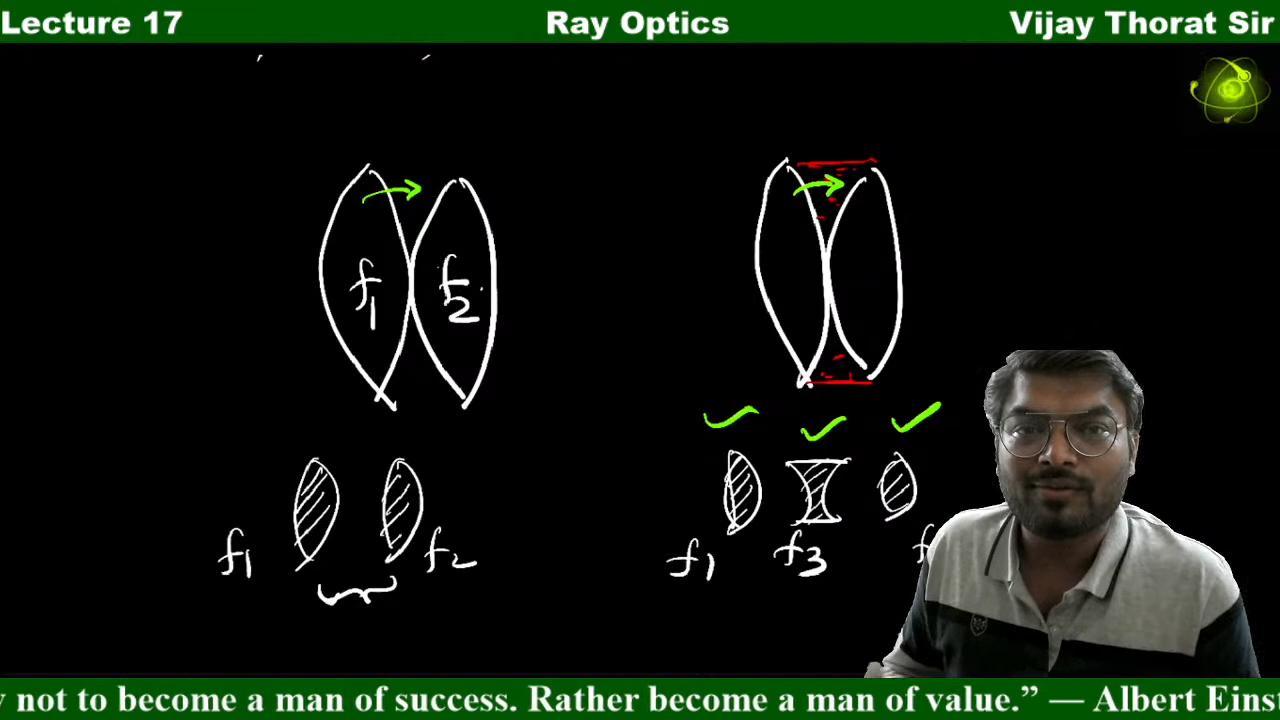 Lecture 17
Ray Optics
Vijay Thorat Sir
f1
f2
f1
f2
f1
f3
f
not to become a man of success. Rather become a man of value.” — Albert Einst